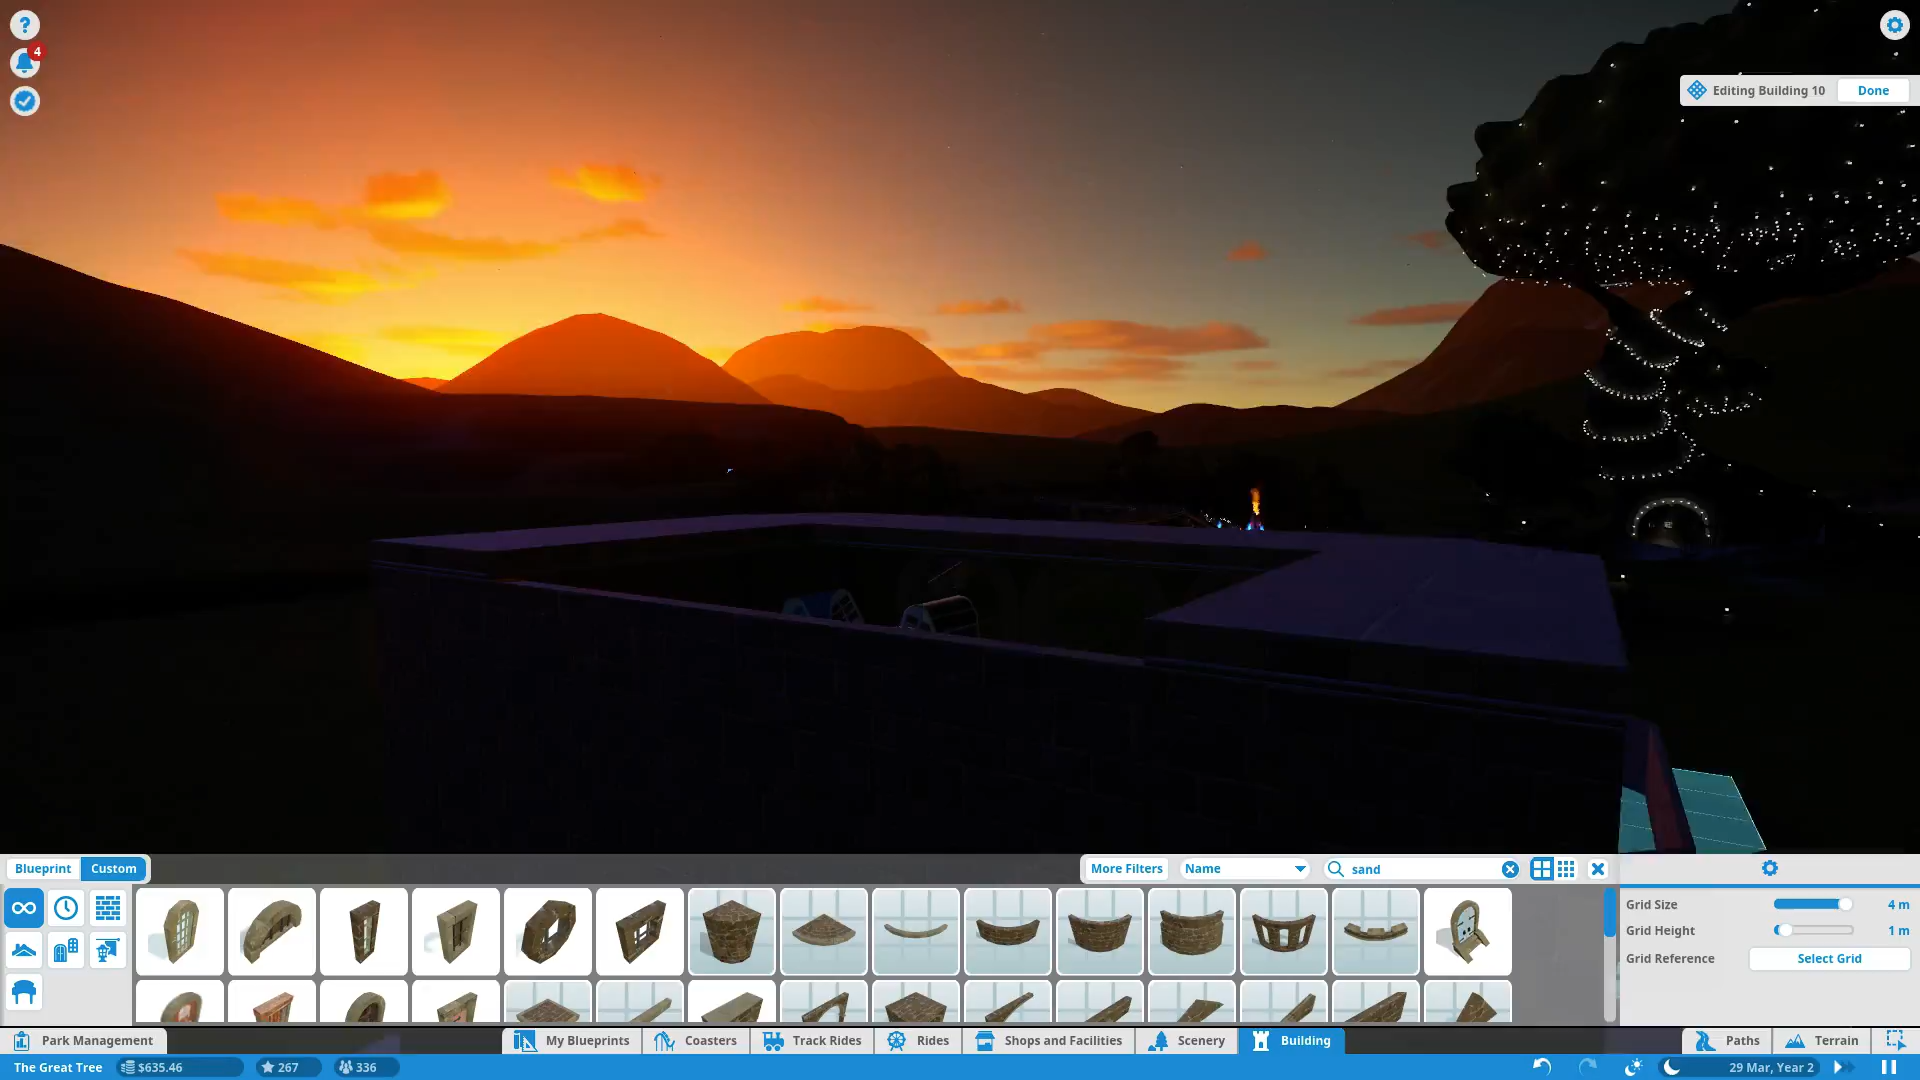 ?
4
Editing Building 10 Done
Blueprint Custom
More Filters Name sand
Grid Size 4 m
Grid Height 1 m
Grid Reference Select Grid
Park Management My Blueprints Coasters Track Rides Rides Shops and Facilities Scenery Building Paths Terrain
The Great Tree $635.46 267 336 29 Mar, Year 2